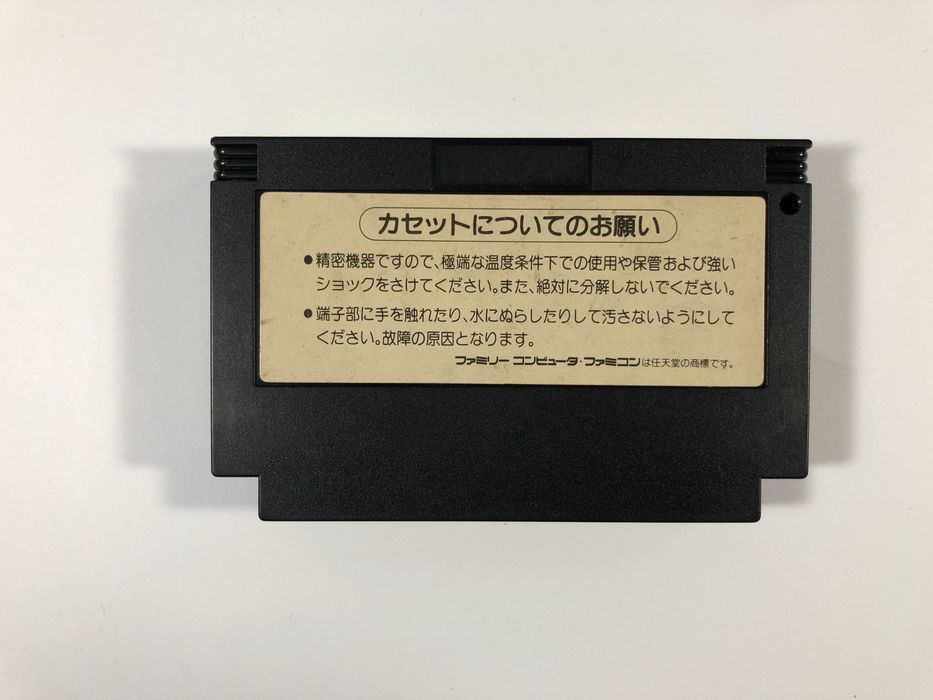 カセットについてのお願い
●精密機器ですので、極端な温度条件下での使用や保管および強い
ショックをさけてください。また、絶対に分解しないでください。
●端子部に手を触れたり、水にぬらしたりして汚さないようにして
ください。故障の原因となります。
ファミリー コンピュータ・ファミコンは任天堂の商標です。